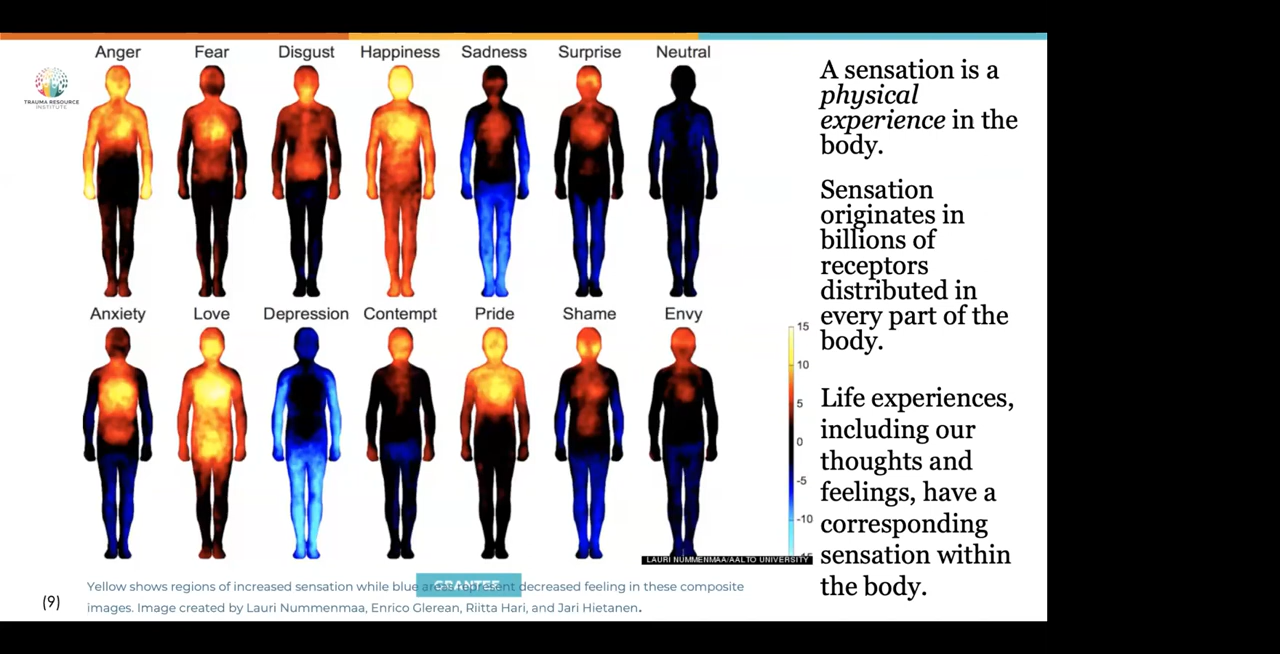 Anger Fear Disgust Happiness Sadness Surprise Neutral
TRAUMA RESOURCE
INSTITUTE
Anxiety Love Depression Contempt Pride Shame Envy
15
10
5
0
-5
-10
LAURI NUMMENMAA/AALTO UNIVERSITY
A sensation is a
physical
experience in the
body.
Sensation
originates in
billions of
receptors
distributed in
every part of the
body.
Life experiences,
including our
thoughts and
feelings, have a
corresponding
sensation within
the body.
GRANTEE
Yellow shows regions of increased sensation while blue areas represent decreased feeling in these composite
images. Image created by Lauri Nummenmaa, Enrico Glerean, Riitta Hari, and Jari Hietanen.
(9)